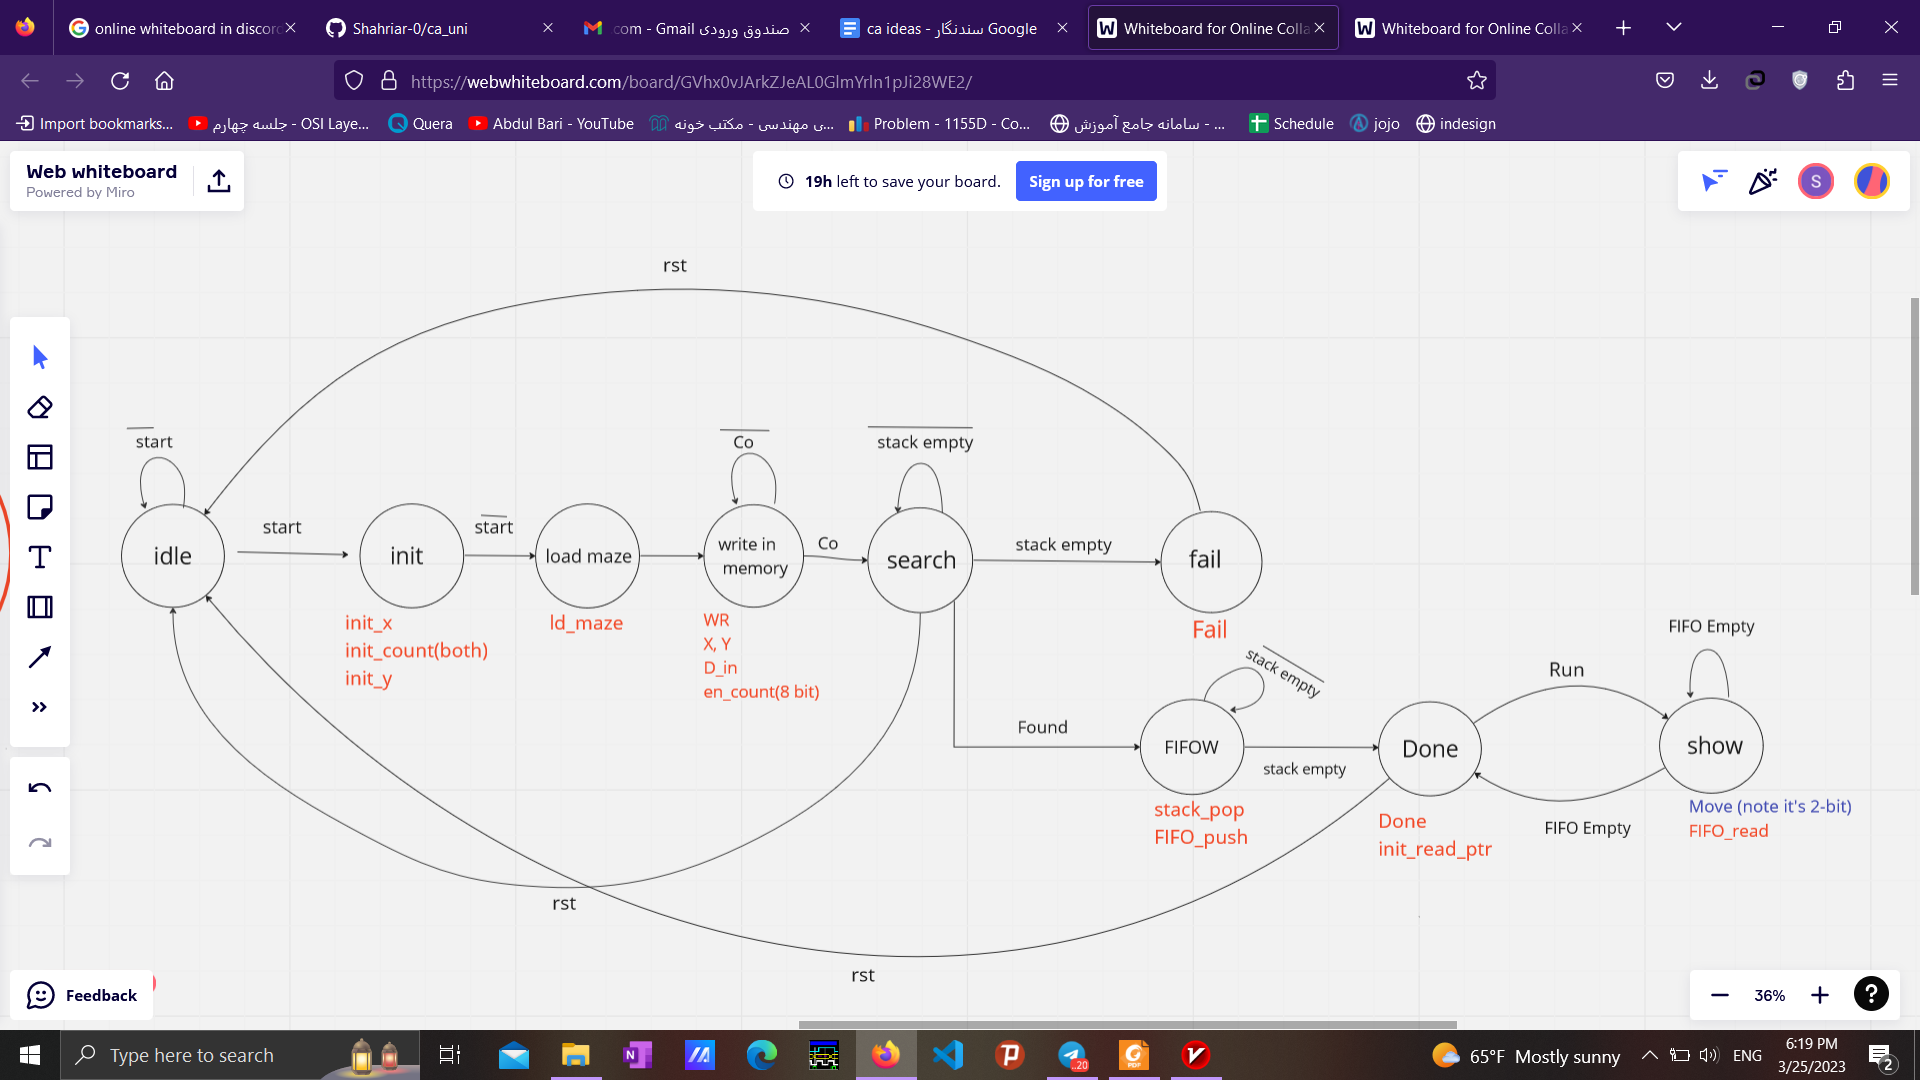 online whiteboard in discord
Shahriar-0/ca_uni
صندوق ورودی - Gmail com
ca ideas - سندنگار Google
Whiteboard for Online Colla
Whiteboard for Online Colla
https://webwhiteboard.com/board/GVhx0vJArkZJeAL0GlmYrln1pJi28WE2/
Import bookmarks...
جلسه چهارم - OSI Laye...
Quera
Abdul Bari - YouTube
ی مهندسی - مکتب خونه...
Problem - 1155D - Co...
سامانه جامع آموزش - ...
Schedule
jojo
indesign
Web whiteboard
Powered by Miro
19h left to save your board.
Sign up for free
S
rst
start
Co
stack empty
start
start
Co
stack empty
idle
init
load maze
write in
memory
search
fail
init_x
init_count(both)
init_y
ld_maze
WR
X, Y
D_in
en_count(8 bit)
Fail
stack empty
FIFO Empty
Run
Found
FIFOW
stack empty
Done
show
stack_pop
FIFO_push
Done
init_read_ptr
FIFO Empty
Move (note it's 2-bit)
FIFO_read
rst
rst
Feedback
36%
?
Type here to search
..20
65°F Mostly sunny
ENG
6:19 PM
3/25/2023
2